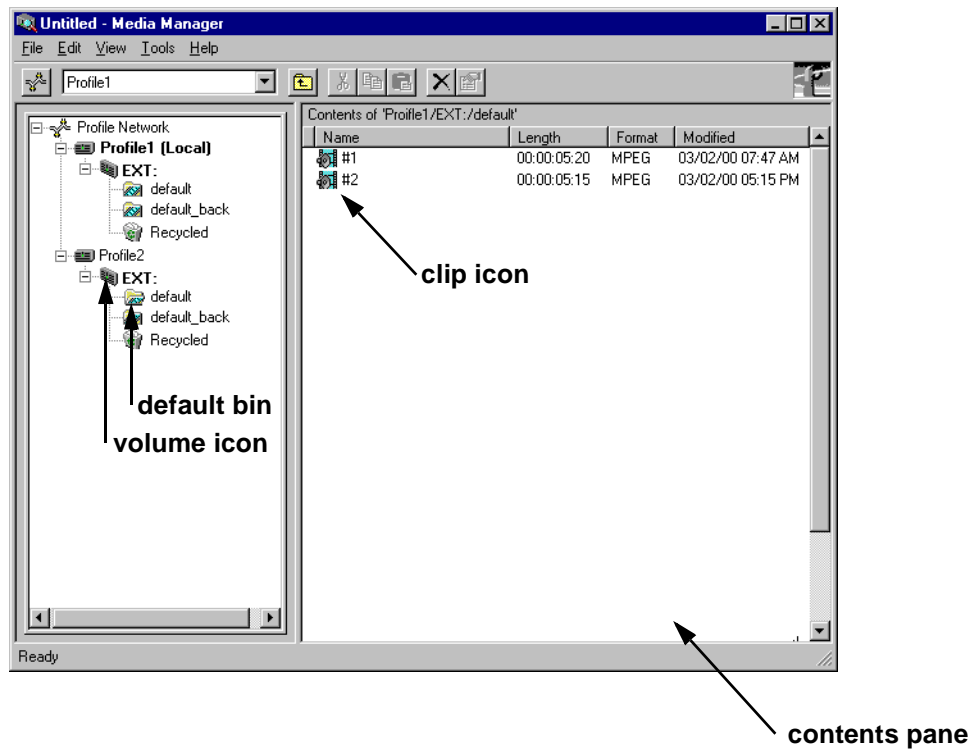 Untitled - Media Manager
File Edit View Tools Help
Profile1
Contents of 'Proifle1/EXT:/default'
Name Length Format Modified
#1 00:00:05:20 MPEG 03/02/00 07:47 AM
#2 00:00:05:15 MPEG 03/02/00 05:15 PM
Profile Network
Profile1 (Local)
EXT:
default
default_back
Recycled
Profile2
EXT:
default
default_back
Recycled
clip icon
default bin
volume icon
Ready
contents pane